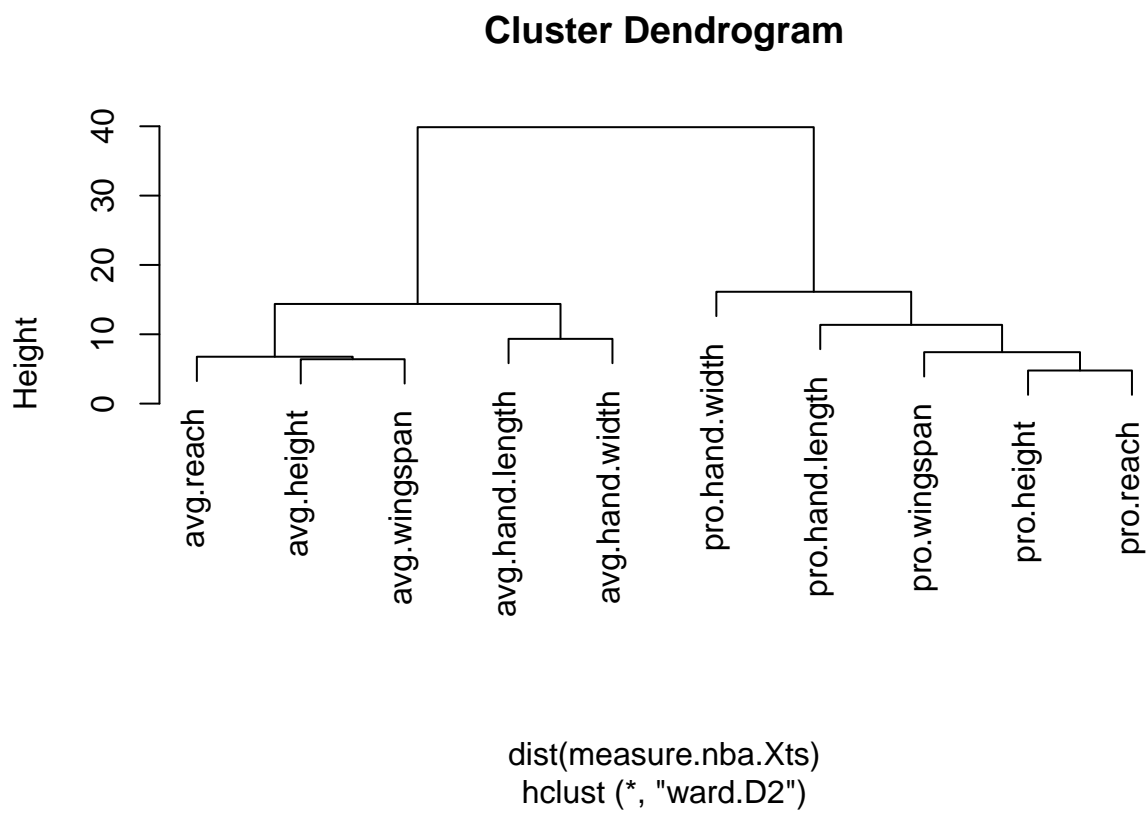 Cluster Dendrogram
Height
40
30
20
10
0
avg.reach
avg.height
avg.wingspan
avg.hand.length
avg.hand.width
pro.hand.width
pro.hand.length
pro.wingspan
pro.height
pro.reach
dist(measure.nba.Xts)
hclust (*, "ward.D2")